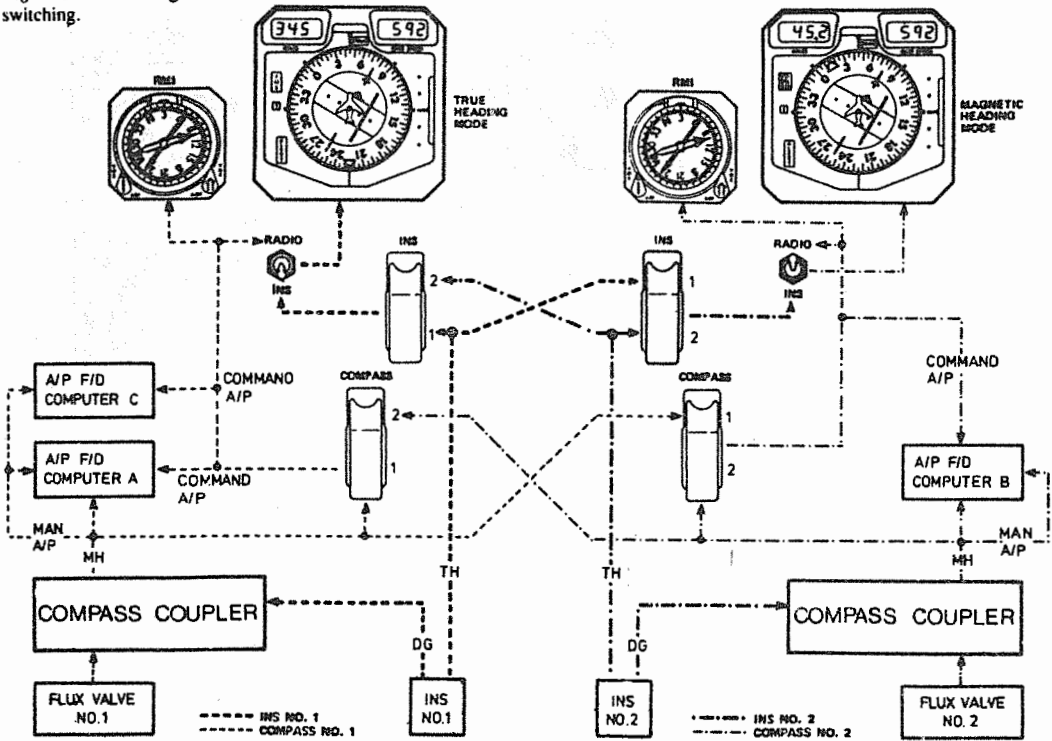 switching.
345
592
RMI
TRUE
HEADING
MODE
45.2
592
RMI
MAGNETIC
HEADING
MODE
RADIO
INS
INS
2
1
INS
1
2
RADIO
INS
A/P F/D
COMPUTER C
COMMAND
A/P
COMPASS
2
1
COMPASS
1
2
COMMAND
A/P
A/P F/D
COMPUTER A
COMMAND
A/P
A/P F/D
COMPUTER B
MAN
A/P
MH
TH
TH
MH
MAN
A/P
COMPASS COUPLER
DG
DG
COMPASS COUPLER
FLUX VALVE
NO.1
INS NO. 1
COMPASS NO. 1
INS
NO.1
INS
NO.2
INS NO. 2
COMPASS NO. 2
FLUX VALVE
NO. 2